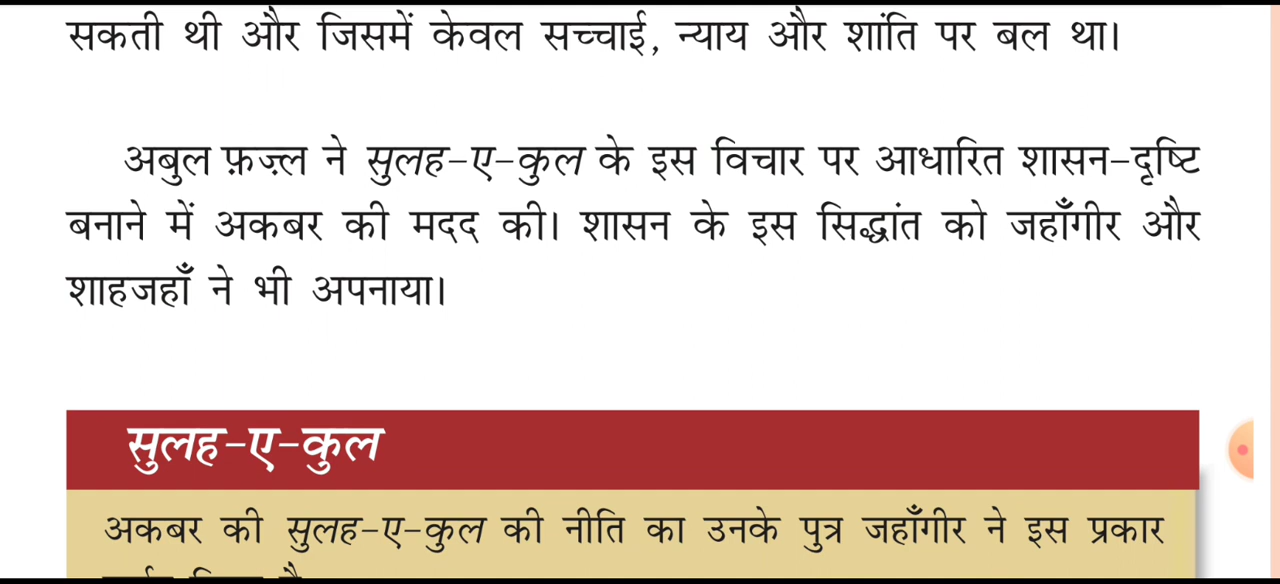 सकती थी और जिसमें केवल सच्चाई, न्याय और शांति पर बल था।
अबुल फ़ज़्ल ने सुलह-ए-कुल के इस विचार पर आधारित शासन-दृष्टि
बनाने में अकबर की मदद की। शासन के इस सिद्धांत को जहाँगीर और
शाहजहाँ ने भी अपनाया।
सुलह-ए-कुल
अकबर की सुलह-ए-कुल की नीति का उनके पुत्र जहाँगीर ने इस प्रकार